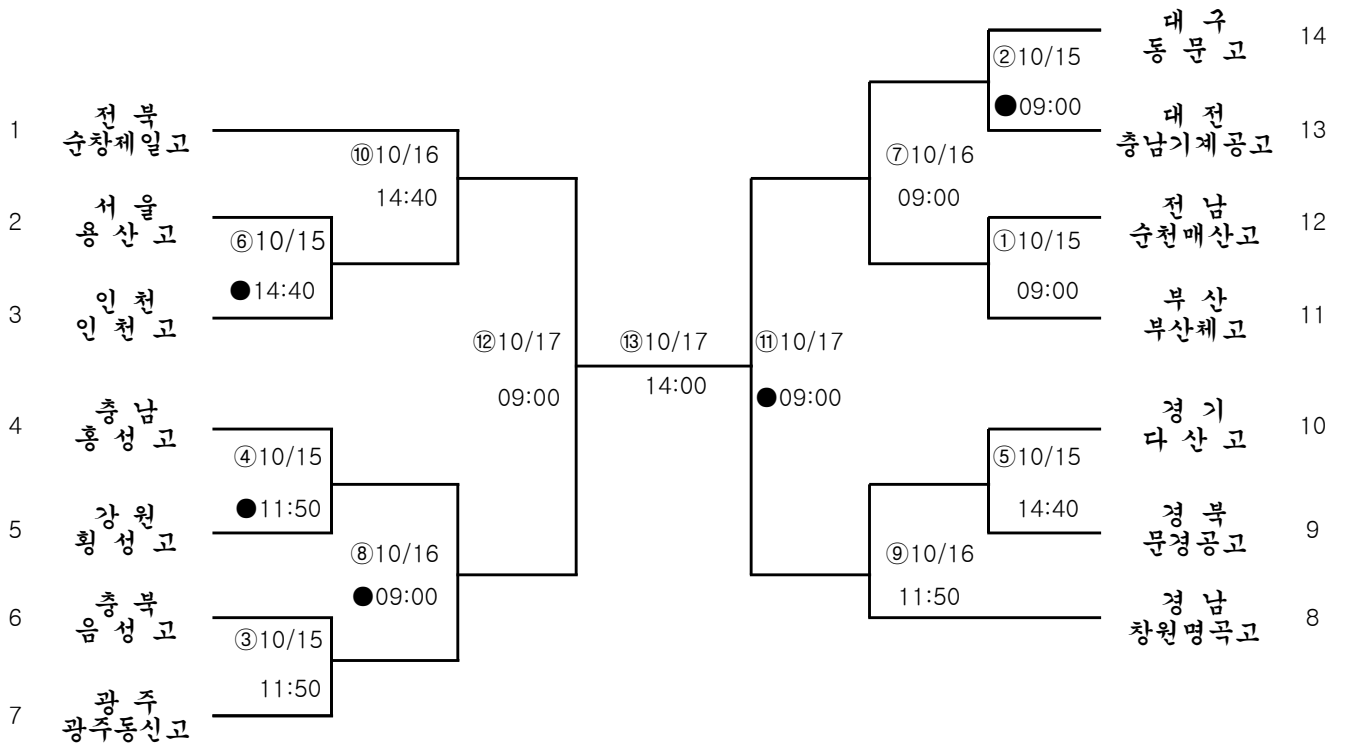 1
전 북
순창제일고
⑩10/16
14:40
2
서 울
용 산 고
⑥10/15
●14:40
3
인 천
인 천 고
⑫10/17
09:00
4
충 남
홍 성 고
④10/15
●11:50
5
강 원
횡 성 고
⑧10/16
●09:00
6
충 북
음 성 고
③10/15
11:50
7
광 주
광주동신고
⑬10/17
14:00
⑪10/17
●09:00
대 구
동 문 고
14
②10/15
●09:00
대 전
충남기계공고
13
⑦10/16
09:00
전 남
순천매산고
12
①10/15
09:00
부 산
부산체고
11
경 기
다 산 고
10
⑤10/15
14:40
경 북
문경공고
9
⑨10/16
11:50
경 남
창원명곡고
8